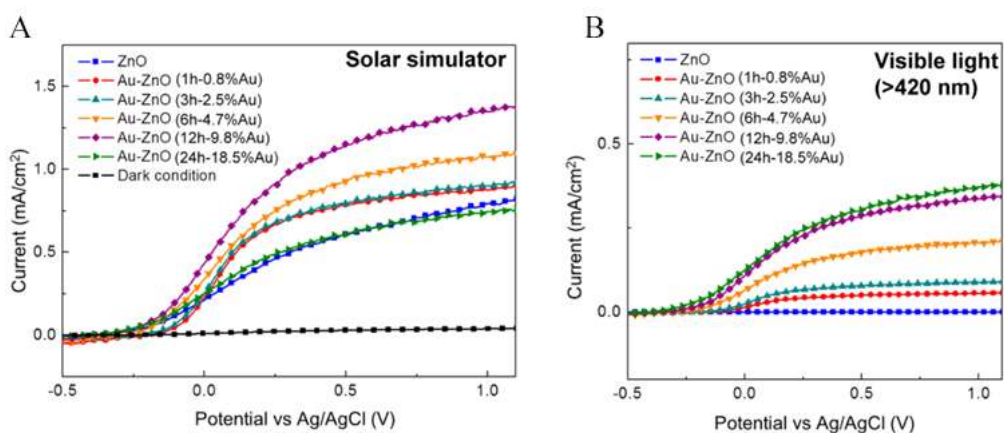 A
Solar simulator
ZnO
Au-ZnO (1h-0.8%Au)
Au-ZnO (3h-2.5%Au)
Au-ZnO (6h-4.7%Au)
Au-ZnO (12h-9.8%Au)
Au-ZnO (24h-18.5%Au)
Dark condition
Current (mA/cm²)
1.5
1.0
0.5
0.0
-0.5 0.0 0.5 1.0
Potential vs Ag/AgCl (V)
B
Visible light
(>420 nm)
ZnO
Au-ZnO (1h-0.8%Au)
Au-ZnO (3h-2.5%Au)
Au-ZnO (6h-4.7%Au)
Au-ZnO (12h-9.8%Au)
Au-ZnO (24h-18.5%Au)
Current (mA/cm²)
0.5
0.0
-0.5 0.0 0.5 1.0
Potential vs Ag/AgCl (V)